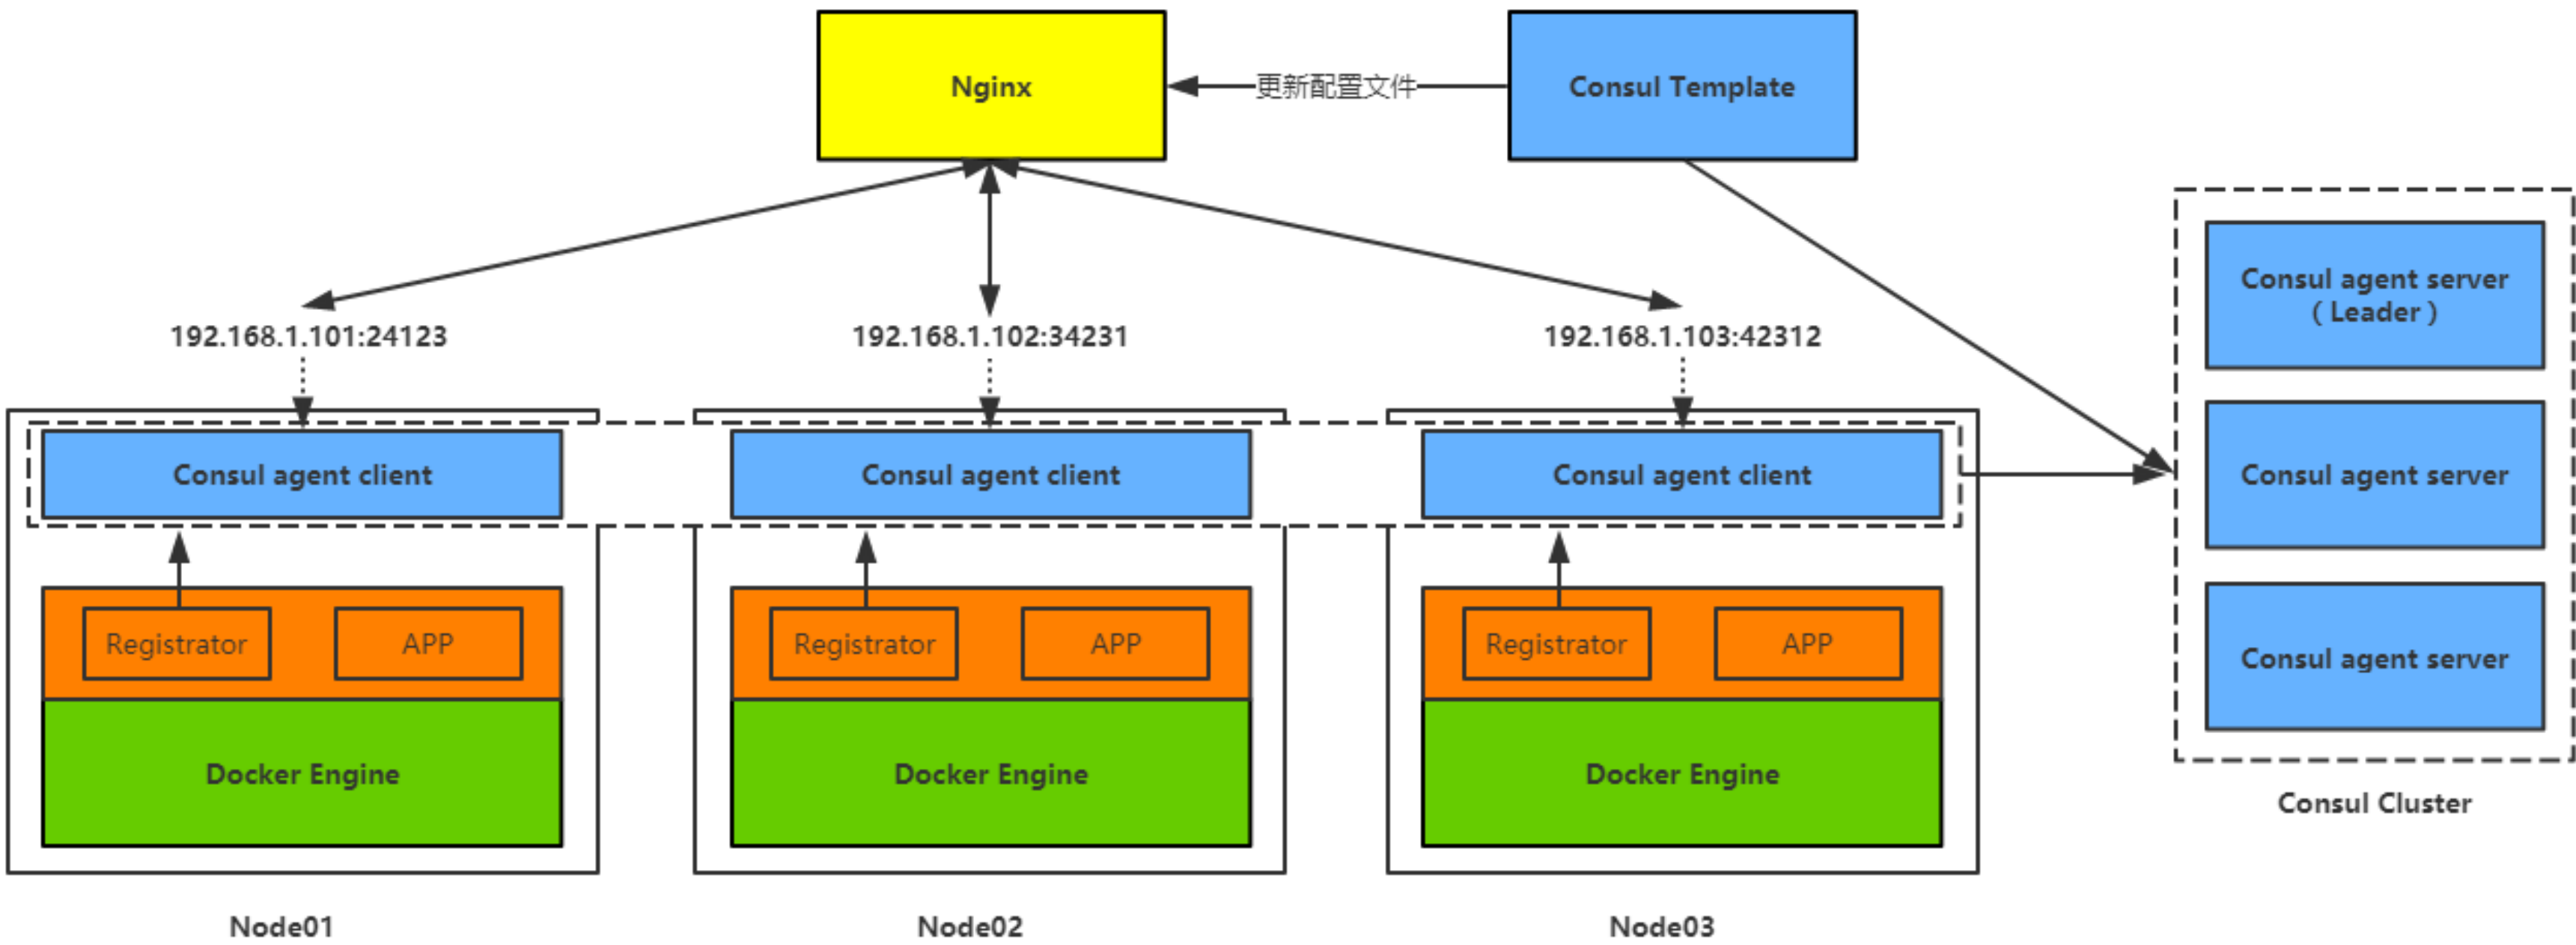 Nginx
更新配置文件
Consul Template
Consul agent server
( Leader )
192.168.1.101:24123
192.168.1.102:34231
192.168.1.103:42312
Consul agent client
Consul agent client
Consul agent client
Consul agent server
Registrator
APP
Registrator
APP
Registrator
APP
Consul agent server
Docker Engine
Docker Engine
Docker Engine
Consul Cluster
Node01
Node02
Node03